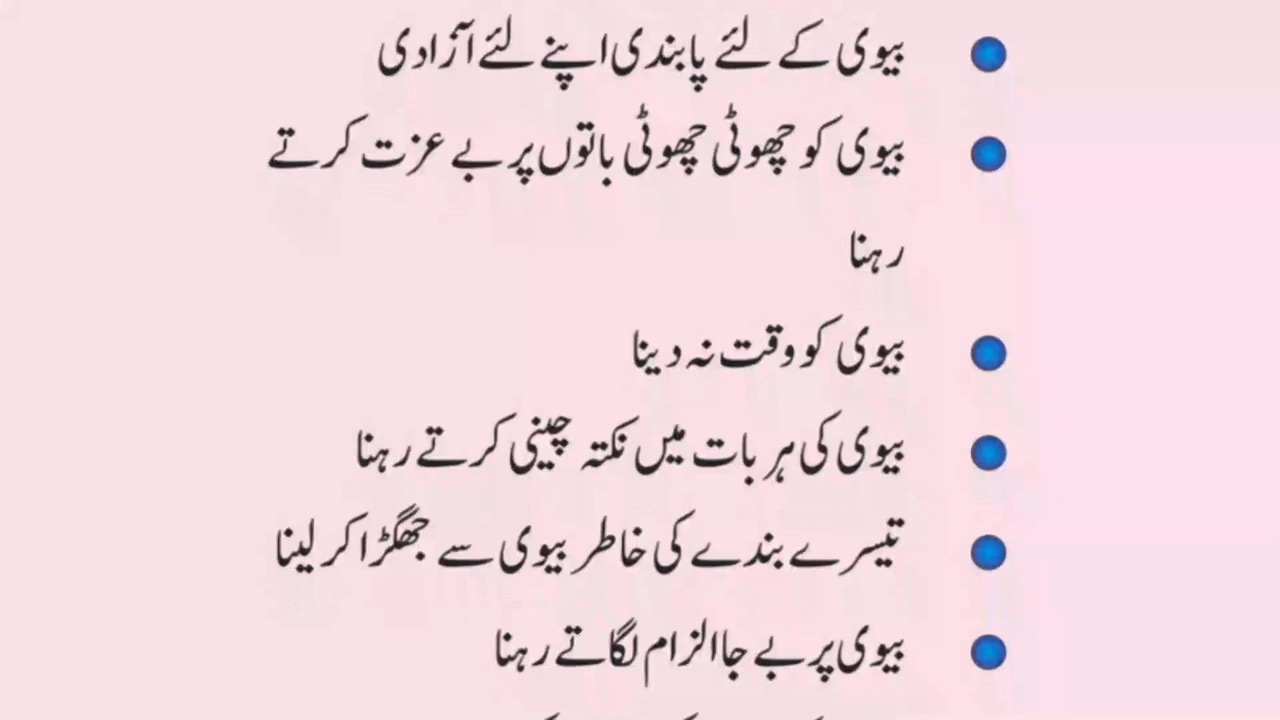 بیوی کے لئے پابندی اپنے لئے آزادی
بیوی کو چھوٹی چھوٹی باتوں پر بے عزت کرتے
رہنا
بیوی کو وقت نہ دینا
بیوی کی ہر بات میں نکتہ چینی کرتے رہنا
تیسرے بندے کی خاطر بیوی سے جھگڑا کر لینا
بیوی پر بے جا الزام لگاتے رہنا